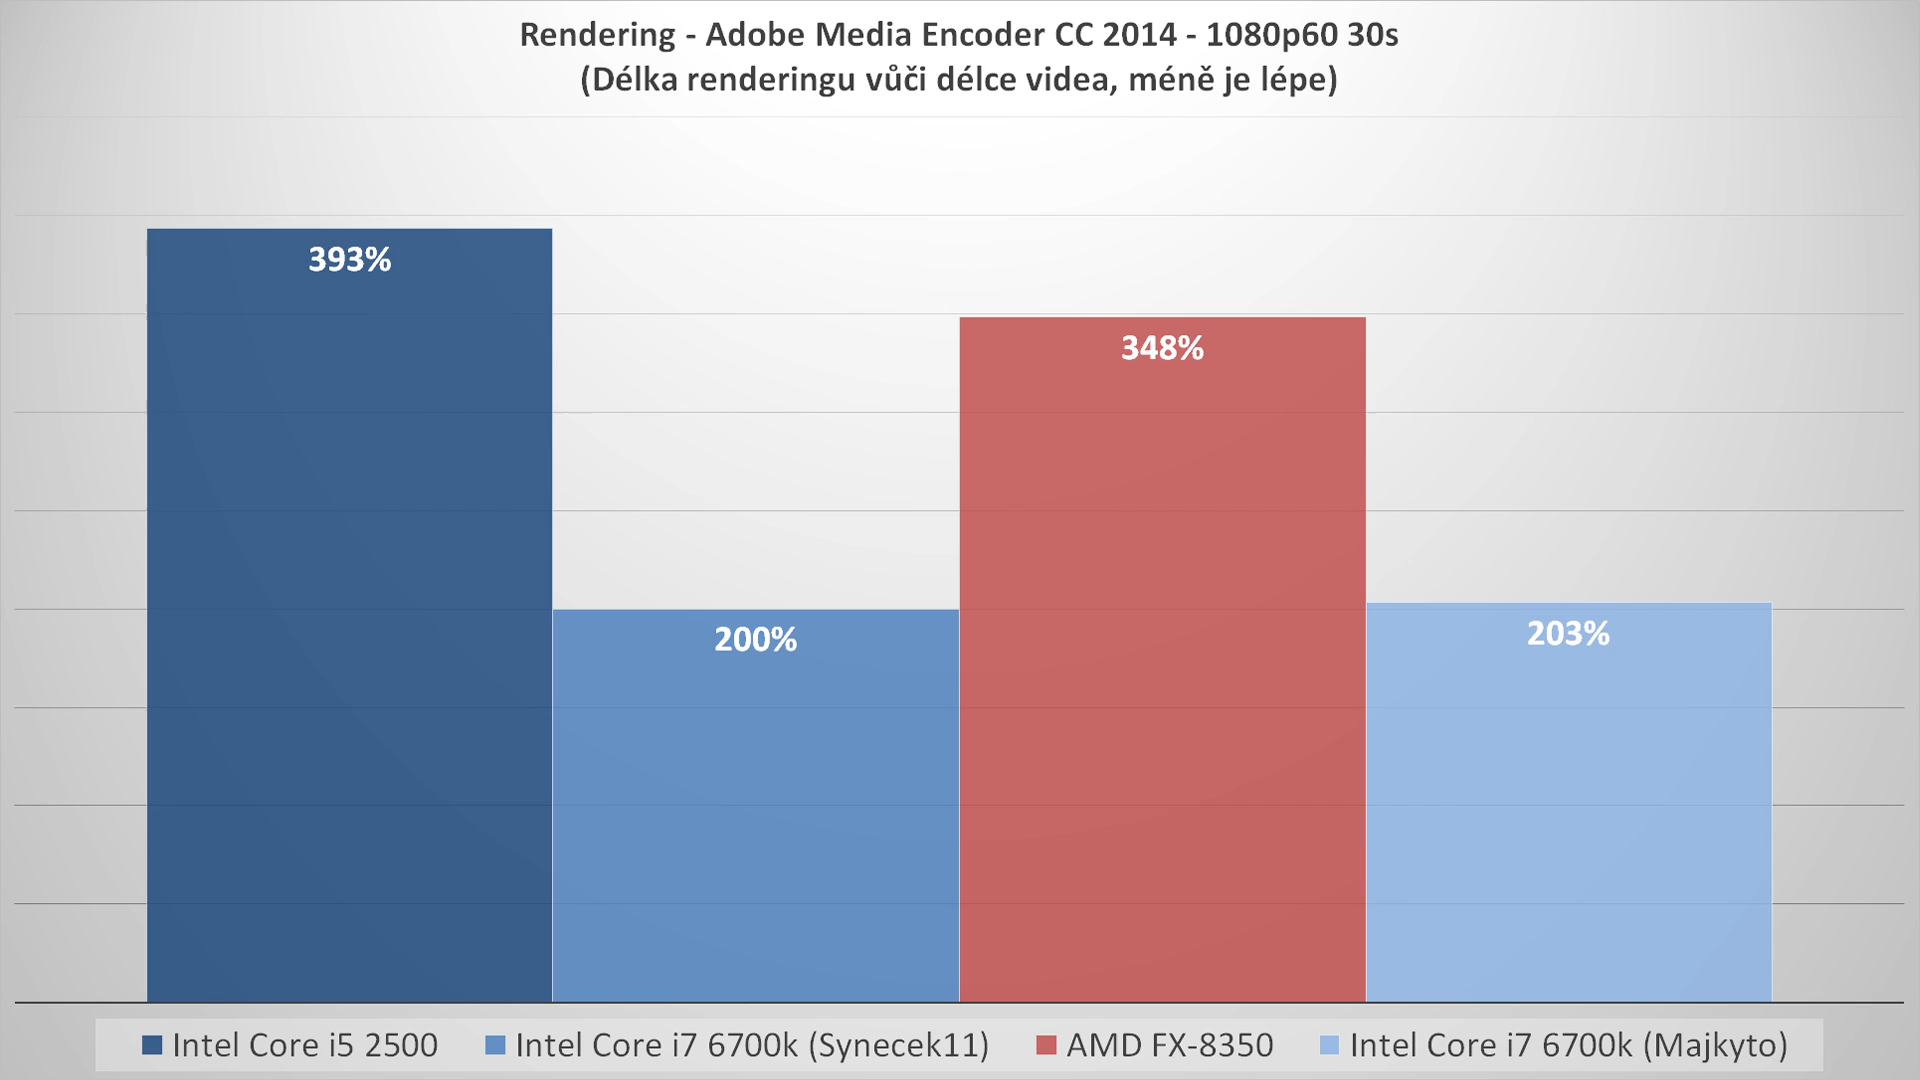 Rendering - Adobe Media Encoder CC 2014 - 1080p60 30s
(Délka renderingu vůči délce videa, méně je lépe)
393%
200%
348%
203%
Intel Core i5 2500
Intel Core i7 6700k (Synecek11)
AMD FX-8350
Intel Core i7 6700k (Majkyto)